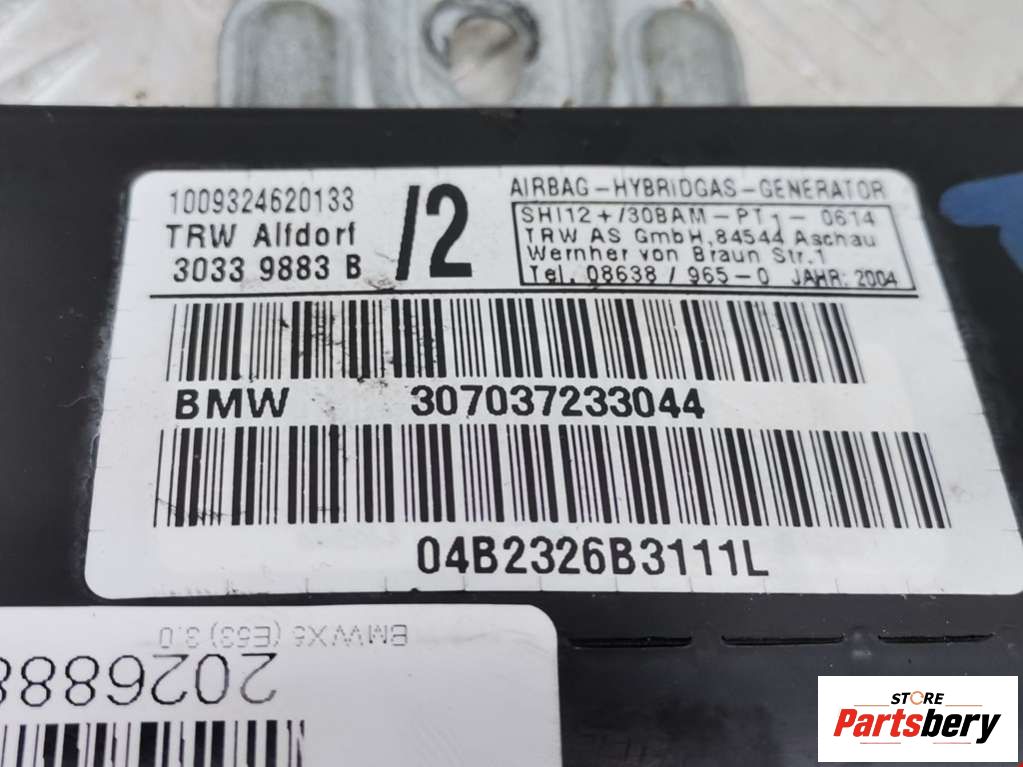 1009324620133
TRW Alfdorf
3033 9883 B
/2
AIRBAG-HYBRIDGAS-GENERATOR
SHI12+/30BAM-PT1-0614
TRW AS GmbH, 84544 Aschau
Wernher von Braun Str.1
Tel. 08638 / 965-0 JAHR: 2004
BMW 307037233044
04B2326B3111L
BMW X5 (E53) 3.0
STORE
Partsbery